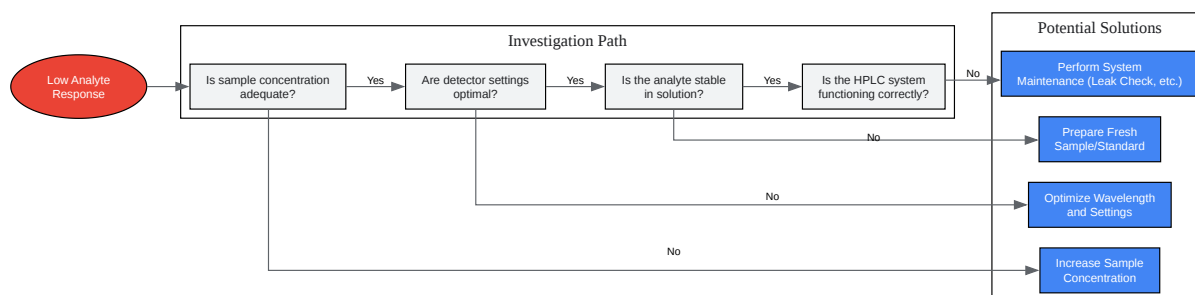 Potential Solutions
Investigation Path
Low Analyte
Response
Is sample concentration
adequate?
Yes
Are detector settings
optimal?
Yes
Is the analyte stable
in solution?
Yes
Is the HPLC system
functioning correctly?
No
Perform System
Maintenance (Leak Check, etc.)
No
Prepare Fresh
Sample/Standard
No
Optimize Wavelength
and Settings
No
Increase Sample
Concentration